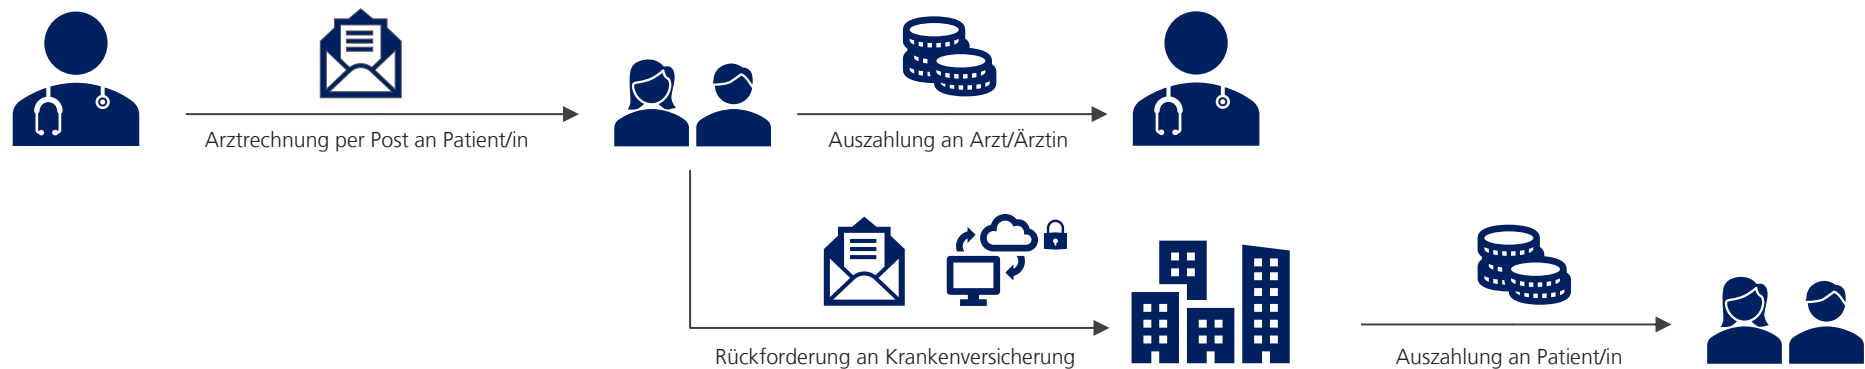 Arztrechnung per Post an Patient/in
Auszahlung an Arzt/Ärztin
Rückforderung an Krankenversicherung
Auszahlung an Patient/in